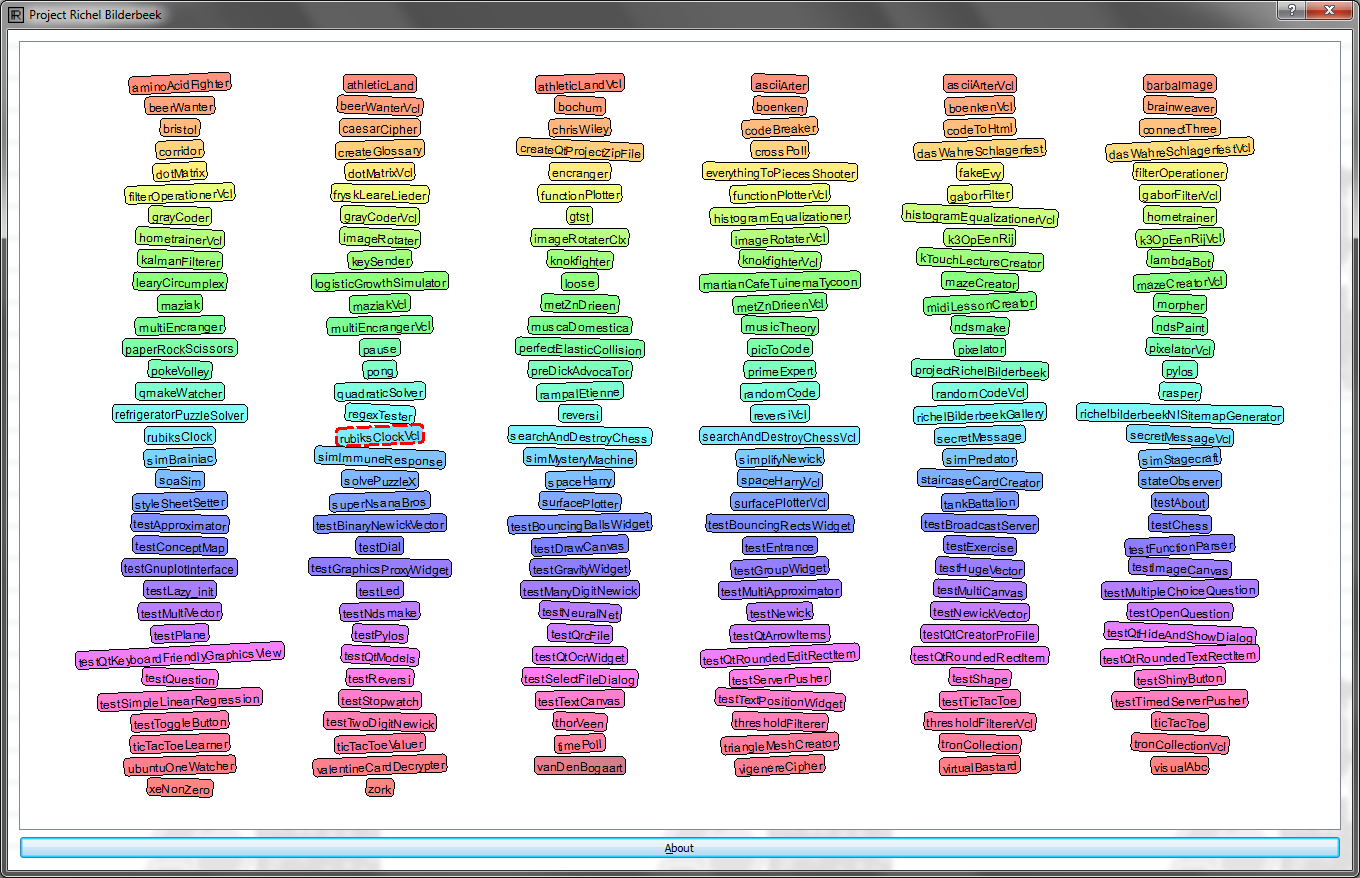 Project Richel Bilderbeek
aminoAcidFighter athleticLand athleticLandVcl asciiArter asciiArterVcl barbaImage
beerWanter beerWanterVcl bochum boenken boenkenVcl brainweaver
bristol caesarCipher chrisWiley codeBreaker codeToHtml connectThree
corridor createGlossary createQtProjectZipFile crossPoll dasWahreSchlagerfest dasWahreSchlagerfestVcl
dotMatrix dotMatrixVcl encranger everythingToPiecesShooter fakeEvy filterOperationer
filterOperationerVcl fryskLeareLieder functionPlotter functionPlotterVcl gaborFilter gaborFilterVcl
grayCoder grayCoderVcl gtst histogramEqualizationer histogramEqualizationerVcl hometrainer
hometrainerVcl imageRotater imageRotaterClx imageRotaterVcl k3OpEenRij k3OpEenRijVcl
kalmanFilterer keySender knokfighter knokfighterVcl kTouchLectureCreator lambdaBot
learyCircumplex logisticGrowthSimulator loose martianCafeTuinemaTycoon mazeCreator mazeCreatorVcl
maziak maziakVcl metZnDrieen metZnDrieenVcl midiLessonCreator morpher
multiEncranger multiEncrangerVcl muscaDomestica musicTheory ndsmake ndsPaint
paperRockScissors pause perfectElasticCollision picToCode pixelator pixelatorVcl
pokeVolley pong preDickAdvocaTor primeExpert projectRichelBilderbeek pylos
qmakeWatcher quadraticSolver rampalEtienne randomCode randomCodeVcl rasper
refrigeratorPuzzleSolver regexTester reversi reversiVcl richelBilderbeekGallery richelbilderbeekNlSitemapGenerator
rubiksClock rubiksClockVcl searchAndDestroyChess searchAndDestroyChessVcl secretMessage secretMessageVcl
simBrainiac simImmuneResponse simMysteryMachine simplifyNewick simPredator simStagecraft
soaSim solvePuzzleX spaceHarry spaceHarryVcl staircaseCardCreator stateObserver
styleSheetSetter superNsanaBros surfacePlotter surfacePlotterVcl tankBattalion testAbout
testApproximator testBinaryNewickVector testBouncingBallsWidget testBouncingRectsWidget testBroadcastServer testChess
testConceptMap testDial testDrawCanvas testEntrance testExercise testFunctionParser
testGnuplotInterface testGraphicsProxyWidget testGravityWidget testGroupWidget testHugeVector testImageCanvas
testLazy_init testLed testManyDigitNewick testMultiApproximator testMultiCanvas testMultipleChoiceQuestion
testMultiVector testNdsmake testNeuralNet testNewick testNewickVector testOpenQuestion
testPlane testPylos testQrcFile testQtArrowItems testQtCreatorProFile testQtHideAndShowDialog
testQtKeyboardFriendlyGraphicsView testQtModels testQtOcrWidget testQtRoundedEditRectItem testQtRoundedRectItem testQtRoundedTextRectItem
testQuestion testReversi testSelectFileDialog testServerPusher testShape testShinyButton
testSimpleLinearRegression testStopwatch testTextCanvas testTextPositionWidget testTicTacToe testTimedServerPusher
testToggleButton testTwoDigitNewick thorVeen thresholdFilterer thresholdFiltererVcl ticTacToe
ticTacToeLearner ticTacToeValuer timePoll triangleMeshCreator tronCollection tronCollectionVcl
ubuntuOneWatcher valentineCardDecrypter vanDenBogaart vigenereCipher virtualBastard visualAbc
xeNonZero zork
About